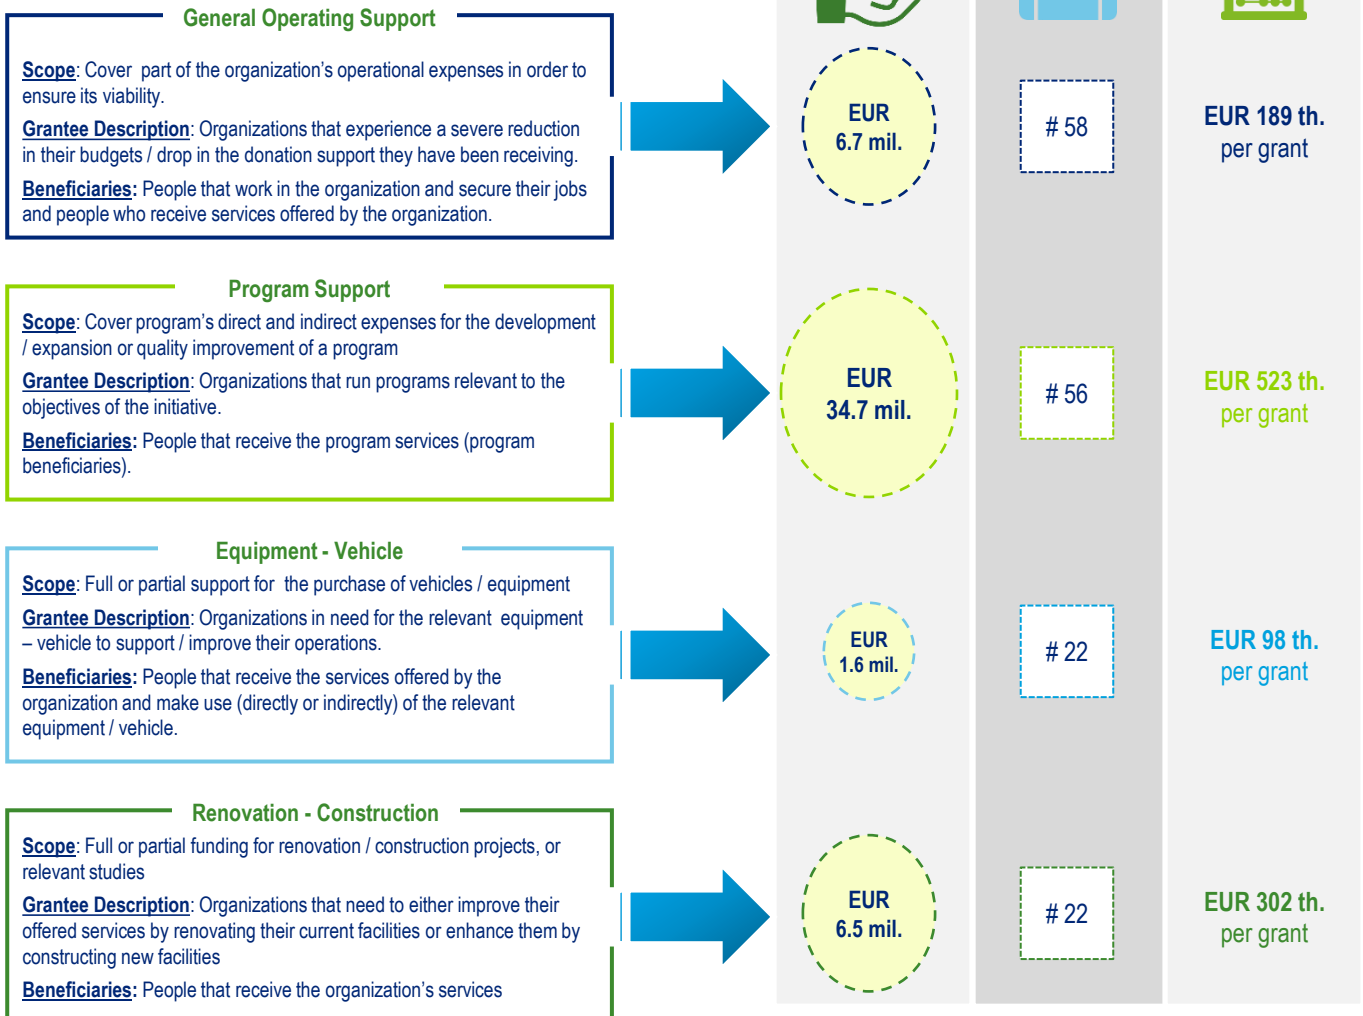 General Operating Support
Scope: Cover part of the organization's operational expenses in order to
ensure its viability.
Grantee Description: Organizations that experience a severe reduction
in their budgets / drop in the donation support they have been receiving.
Beneficiaries: People that work in the organization and secure their jobs
and people who receive services offered by the organization.
EUR
6.7 mil.
# 58
EUR 189 th.
per grant
Program Support
Scope: Cover program's direct and indirect expenses for the development
/ expansion or quality improvement of a program
Grantee Description: Organizations that run programs relevant to the
objectives of the initiative.
Beneficiaries: People that receive the program services (program
beneficiaries).
EUR
34.7 mil.
# 56
EUR 523 th.
per grant
Equipment - Vehicle
Scope: Full or partial support for the purchase of vehicles / equipment
Grantee Description: Organizations in need for the relevant equipment
– vehicle to support / improve their operations.
Beneficiaries: People that receive the services offered by the
organization and make use (directly or indirectly) of the relevant
equipment / vehicle.
EUR
1.6 mil.
# 22
EUR 98 th.
per grant
Renovation - Construction
Scope: Full or partial funding for renovation / construction projects, or
relevant studies
Grantee Description: Organizations that need to either improve their
offered services by renovating their current facilities or enhance them by
constructing new facilities
Beneficiaries: People that receive the organization's services
EUR
6.5 mil.
# 22
EUR 302 th.
per grant